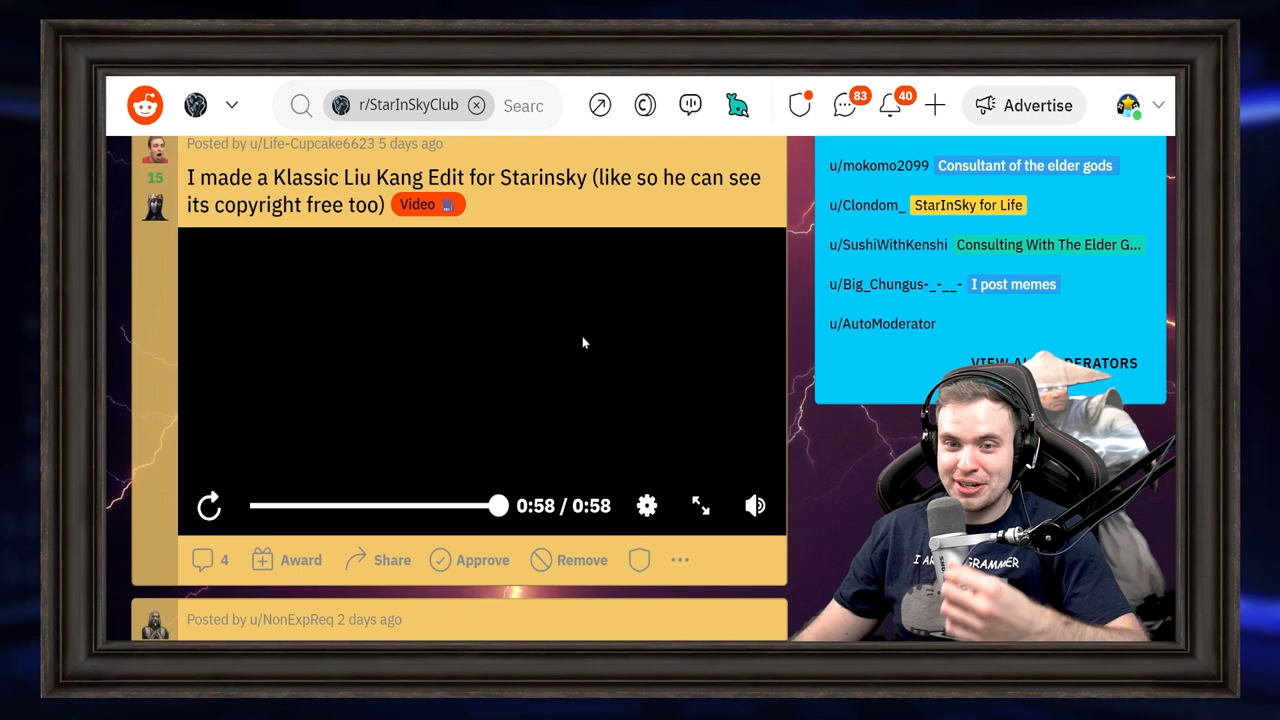 r/StarInSkyClub
Searc
83
40
Advertise
Posted by u/Life-Cupcake6623 5 days ago
15
I made a Klassic Liu Kang Edit for Starinsky (like so he can see
its copyright free too) Video
0:58 / 0:58
4 Award Share Approve Remove
Posted by u/NonExpReq 2 days ago
u/mokomo2099 Consultant of the elder gods
u/Clondom_ StarInSky for Life
u/SushiWithKenshi Consulting With The Elder G...
u/Big_Chungus-_-__- I post memes
u/AutoModerator